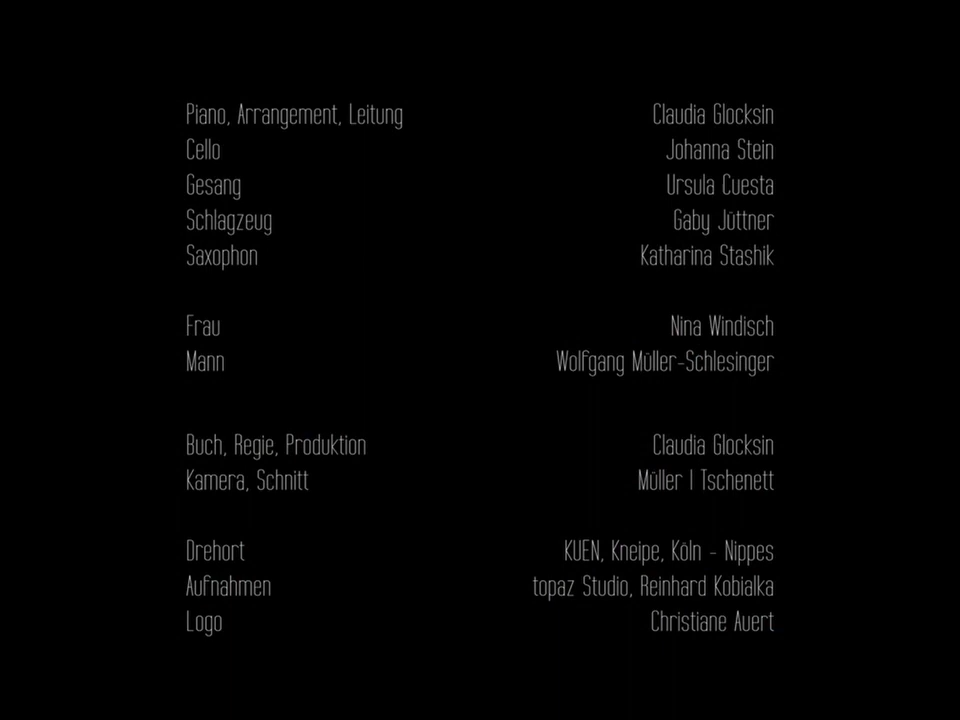 Piano, Arrangement, Leitung Claudia Glocksin
Cello Johanna Stein
Gesang Ursula Cuesta
Schlagzeug Gaby Jüttner
Saxophon Katharina Stashik
Frau Nina Windisch
Mann Wolfgang Müller-Schlesinger
Buch, Regie, Produktion Claudia Glocksin
Kamera, Schnitt Müller | Tschenett
Drehort KUEN, Kneipe, Köln - Nippes
Aufnahmen topaz Studio, Reinhard Kobialka
Logo Christiane Auert